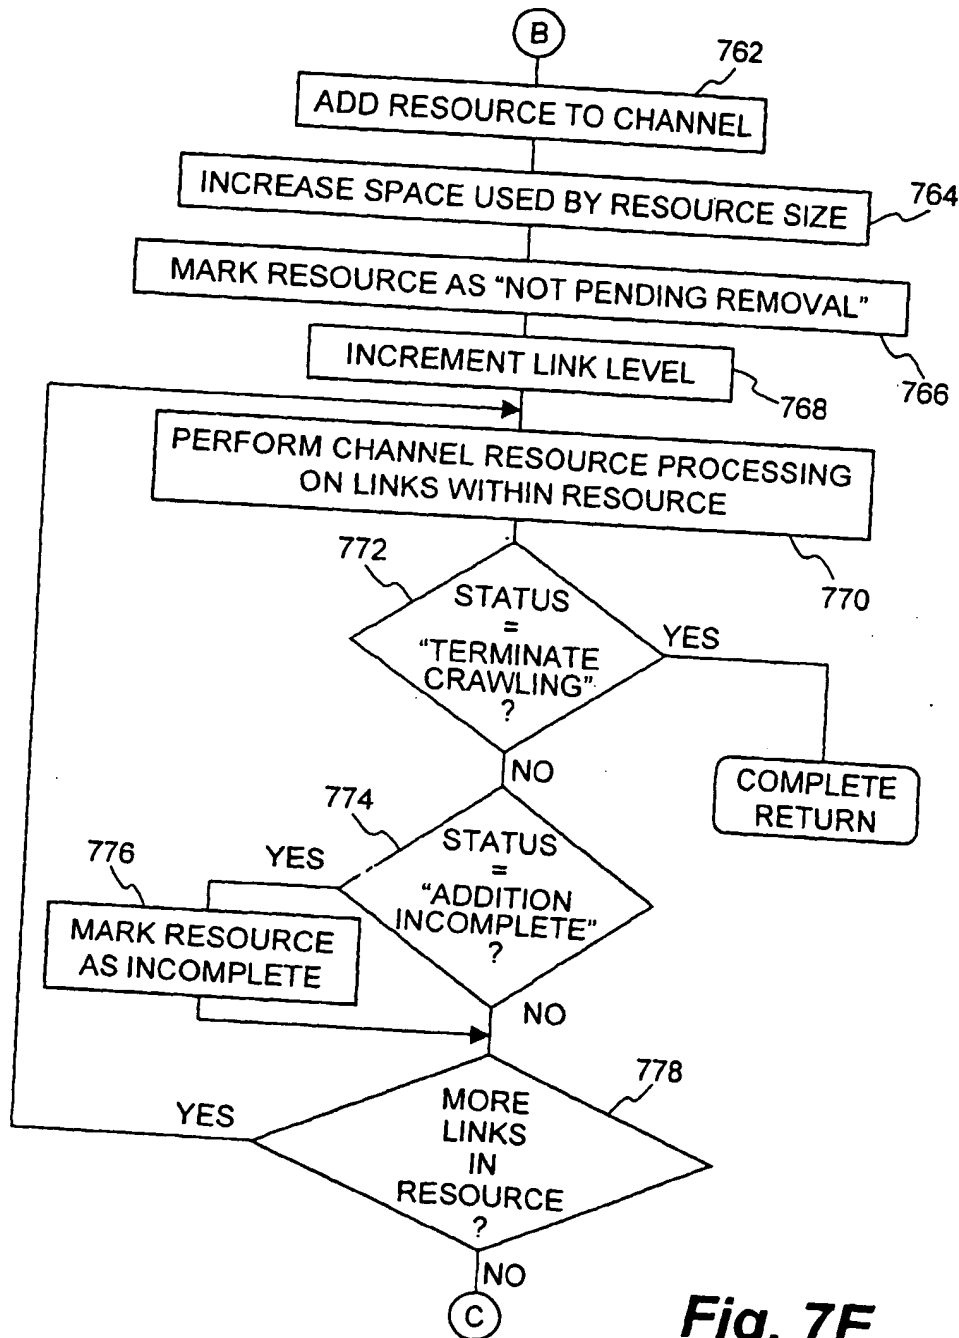 B
762
ADD RESOURCE TO CHANNEL
INCREASE SPACE USED BY RESOURCE SIZE
764
MARK RESOURCE AS “NOT PENDING REMOVAL”
766
INCREMENT LINK LEVEL
768
PERFORM CHANNEL RESOURCE PROCESSING
ON LINKS WITHIN RESOURCE
770
772
STATUS
=
“TERMINATE
CRAWLING”
?
YES
NO
COMPLETE
RETURN
774
STATUS
=
“ADDITION
INCOMPLETE”
?
YES
776
MARK RESOURCE
AS INCOMPLETE
NO
778
MORE
LINKS
IN
RESOURCE
?
YES
NO
C